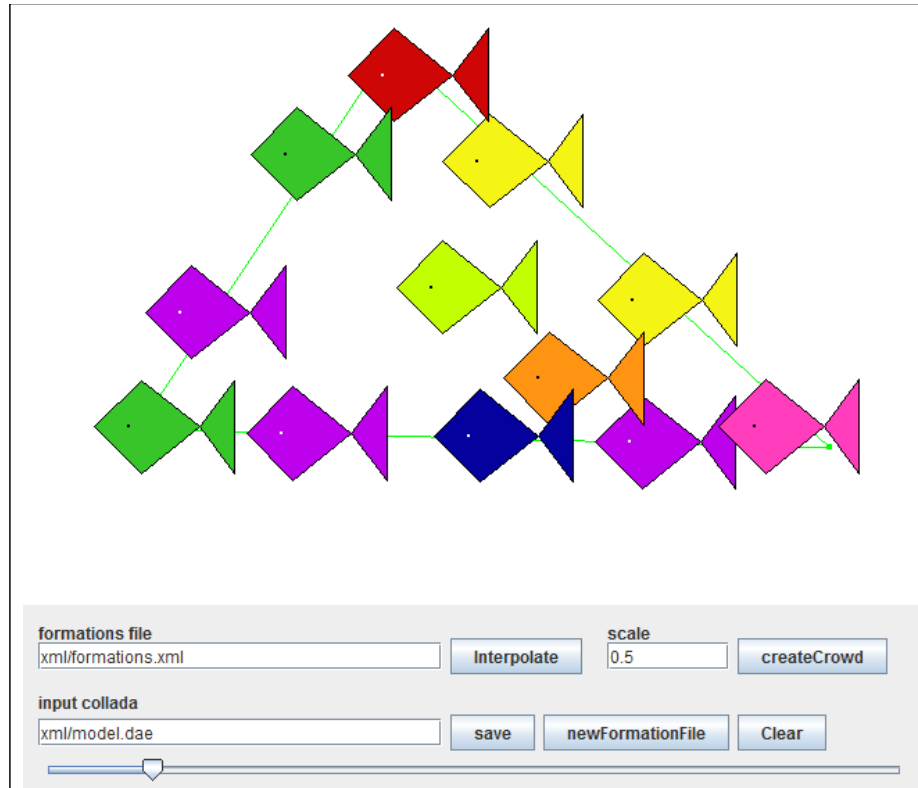 formations file
scale
xml/formations.xml
Interpolate
0.5
createCrowd
input collada
xml/model.dae
save
newFormationFile
Clear